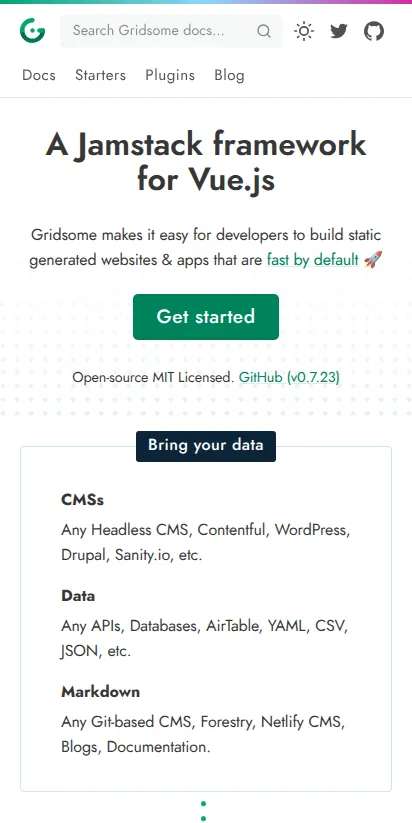 Search Gridsome docs...
Docs Starters Plugins Blog
A Jamstack framework
for Vue.js
Gridsome makes it easy for developers to build static
generated websites & apps that are fast by default 🚀
Get started
Open-source MIT Licensed. GitHub (v0.7.23)
Bring your data
CMSs
Any Headless CMS, Contentful, WordPress,
Drupal, Sanity.io, etc.
Data
Any APIs, Databases, AirTable, YAML, CSV,
JSON, etc.
Markdown
Any Git-based CMS, Forestry, Netlify CMS,
Blogs, Documentation.